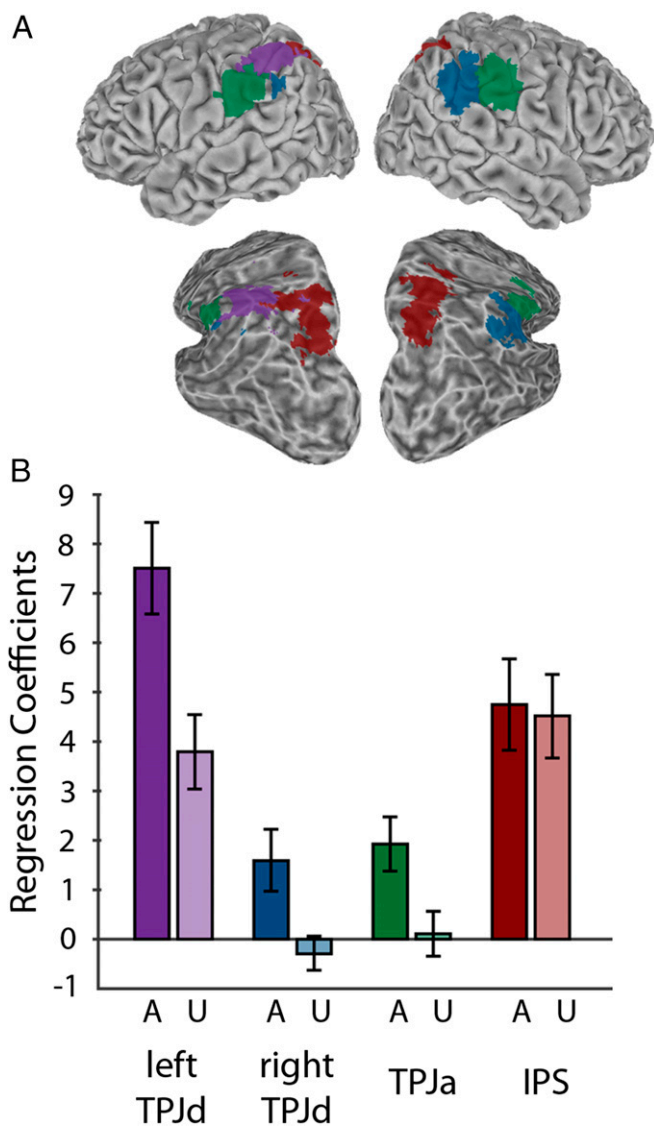 A
B
Regression Coefficients
9
8
7
6
5
4
3
2
1
0
-1
A U A U A U A U
left TPJd
right TPJd
TPJa
IPS